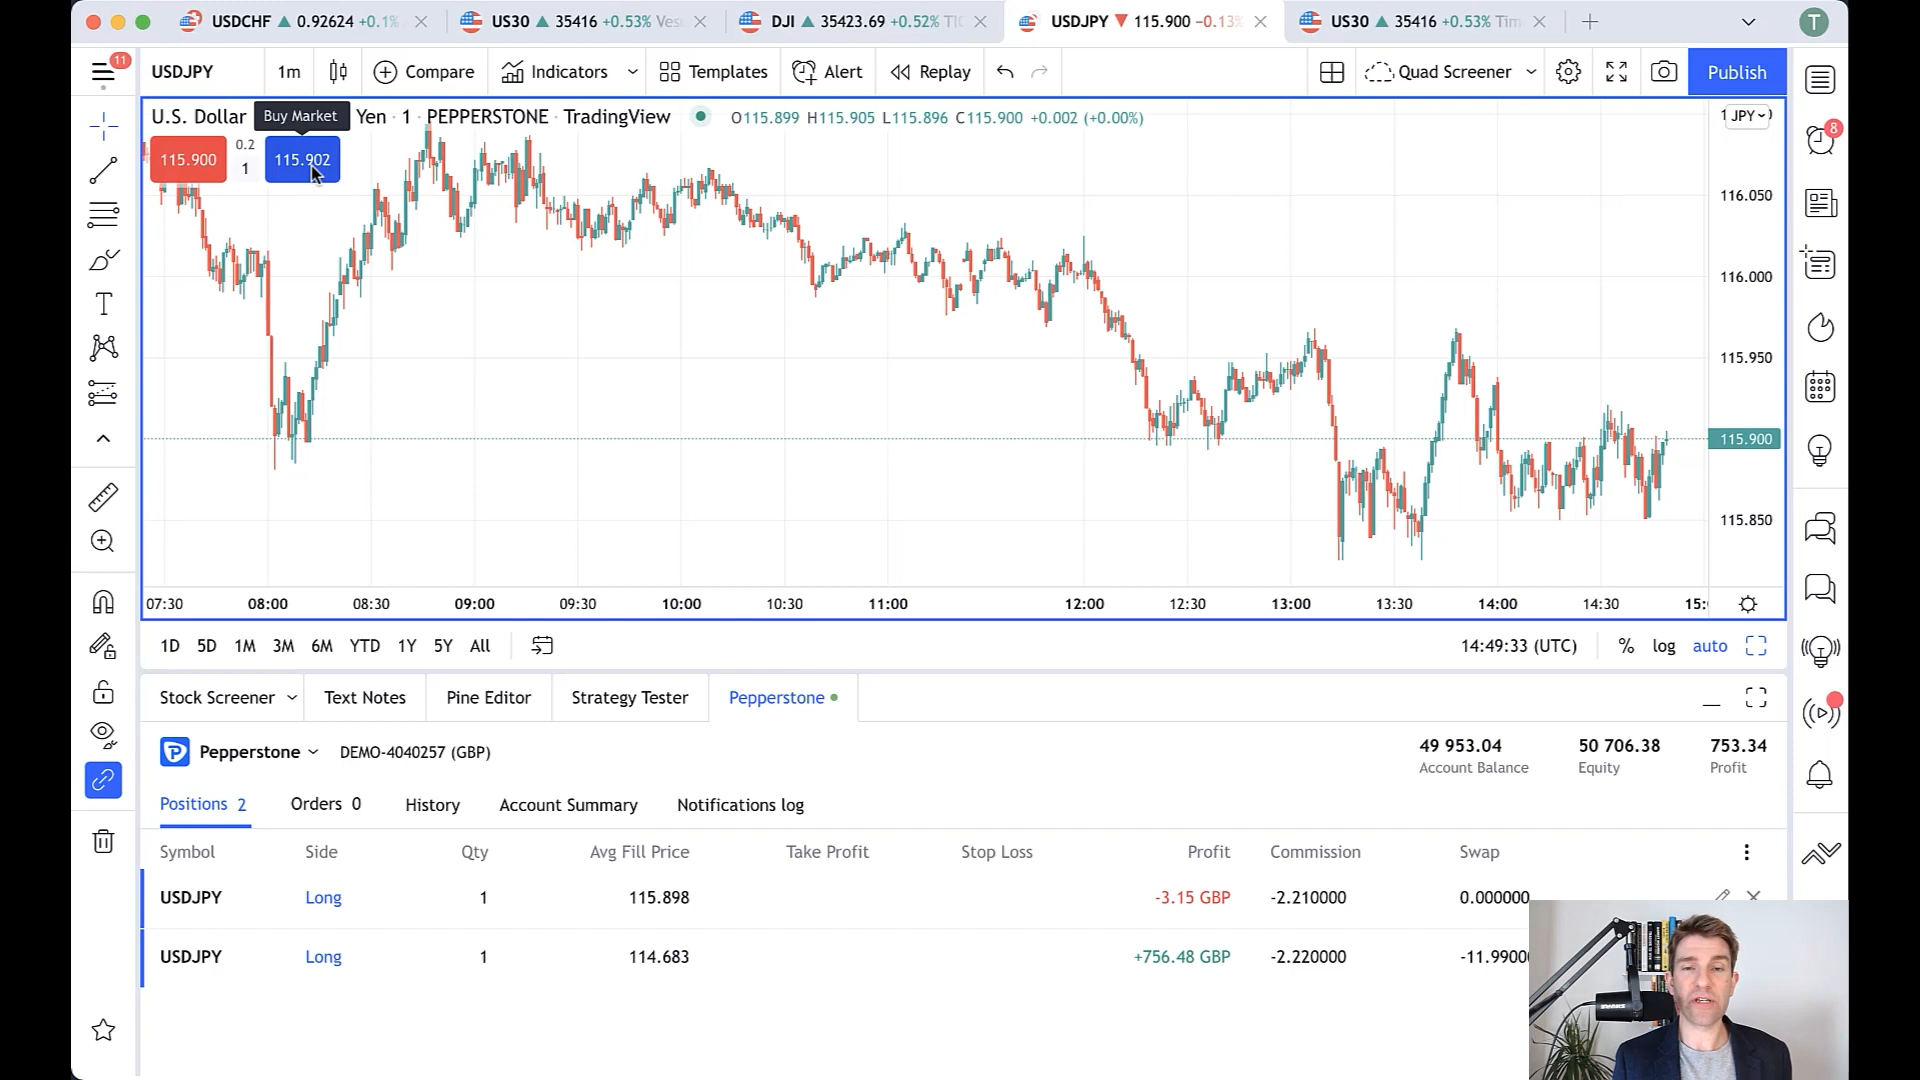 USDCHF ▲ 0.92624 +0.1%
US30 ▲ 35416 +0.53% Ves
DJI ▲ 35423.69 +0.52% TIC
USDJPY ▼ 115.900 −0.13%
US30 ▲ 35416 +0.53% Tim
T
11
USDJPY
1m
Compare
Indicators
Templates
Alert
Replay
Quad Screener
Publish
U.S. Dollar
Buy Market
Yen · 1 · PEPPERSTONE · TradingView
O115.899 H115.905 L115.896 C115.900 +0.002 (+0.00%)
JPY
8
115.900
0.2
1
115.902
116.050
116.000
115.950
115.900
115.850
07:30 08:00 08:30 09:00 09:30 10:00 10:30 11:00 12:00 12:30 13:00 13:30 14:00 14:30 15:
1D 5D 1M 3M 6M YTD 1Y 5Y All
14:49:33 (UTC)
% log auto
Stock Screener
Text Notes
Pine Editor
Strategy Tester
Pepperstone
Pepperstone
DEMO-4040257 (GBP)
49 953.04
Account Balance
50 706.38
Equity
753.34
Profit
Positions 2
Orders 0
History
Account Summary
Notifications log
Symbol Side Qty Avg Fill Price Take Profit Stop Loss Profit Commission Swap
USDJPY Long 1 115.898 -3.15 GBP -2.210000 0.000000
USDJPY Long 1 114.683 +756.48 GBP -2.220000 -11.9900